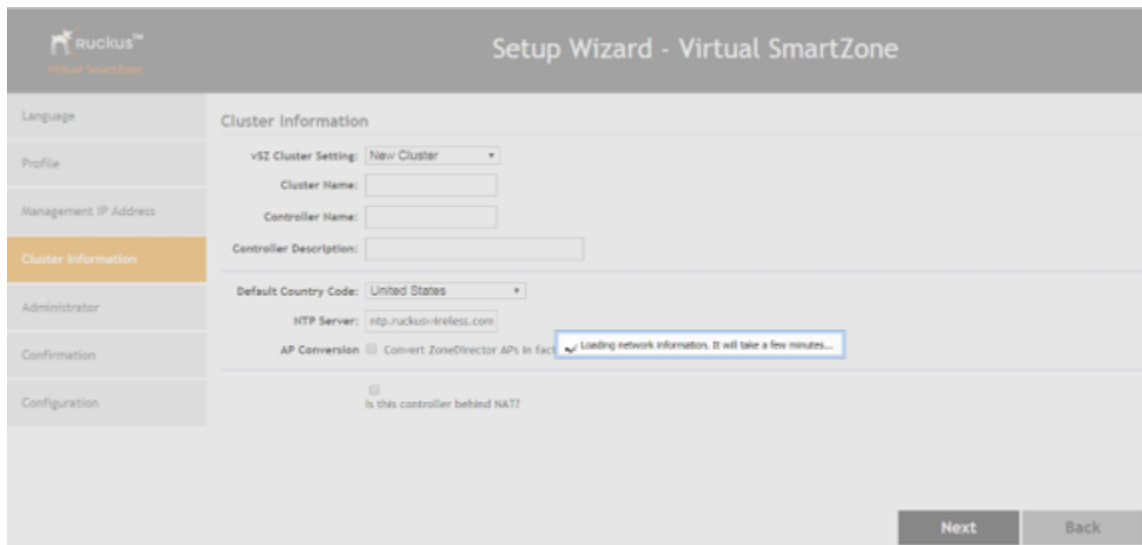 Ruckus™
Virtual SmartZone
Setup Wizard - Virtual SmartZone
Language
Profile
Management IP Address
Cluster Information
Administrator
Confirmation
Configuration
Cluster Information
vSZ Cluster Setting: New Cluster
Cluster Name:
Controller Name:
Controller Description:
Default Country Code: United States
NTP Server: ntp.ruckuswireless.com
AP Conversion Convert ZoneDirector APs in fact
Loading network information. It will take a few minutes...
Is this controller behind NAT?
Next Back